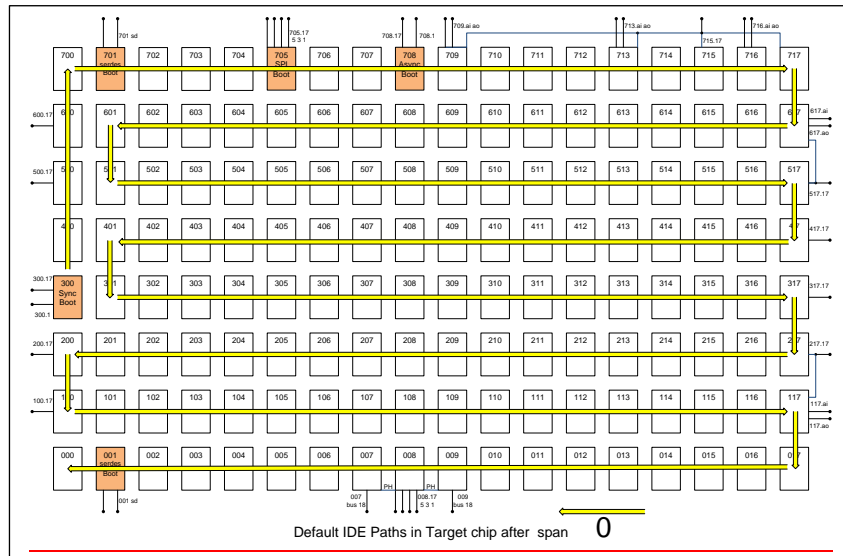 701 sd
705.17
5 3 1
708.17
708.1
709.ai ao
713.ai ao
715.17
716.ai ao
700 701 702 703 704 705 706 707 708 709 710 711 712 713 714 715 716 717
serdes Boot
SPI Boot
Async Boot
600.17
601 602 603 604 605 606 607 608 609 610 611 612 613 614 615 616
617.ai
617.ao
500.17
502 503 504 505 506 507 508 509 510 511 512 513 514 515 516 517
517.17
401 402 403 404 405 406 407 408 409 410 411 412 413 414 415 416
417.17
300.17
300.1
300 302 303 304 305 306 307 308 309 310 311 312 313 314 315 316 317
Sync
Boot
317.17
200.17
200 201 202 203 204 205 206 207 208 209 210 211 212 213 214 215 216
217.17
100.17
101 102 103 104 105 106 107 108 109 110 111 112 113 114 115 116 117
117.ai
117.ao
000 001 002 003 004 005 006 007 008 009 010 011 012 013 014 015 016
serdes
Boot
PH PH
001 sd
007
bus 18
008.17
5 3 1
009
bus 18
Default IDE Paths in Target chip after span 0